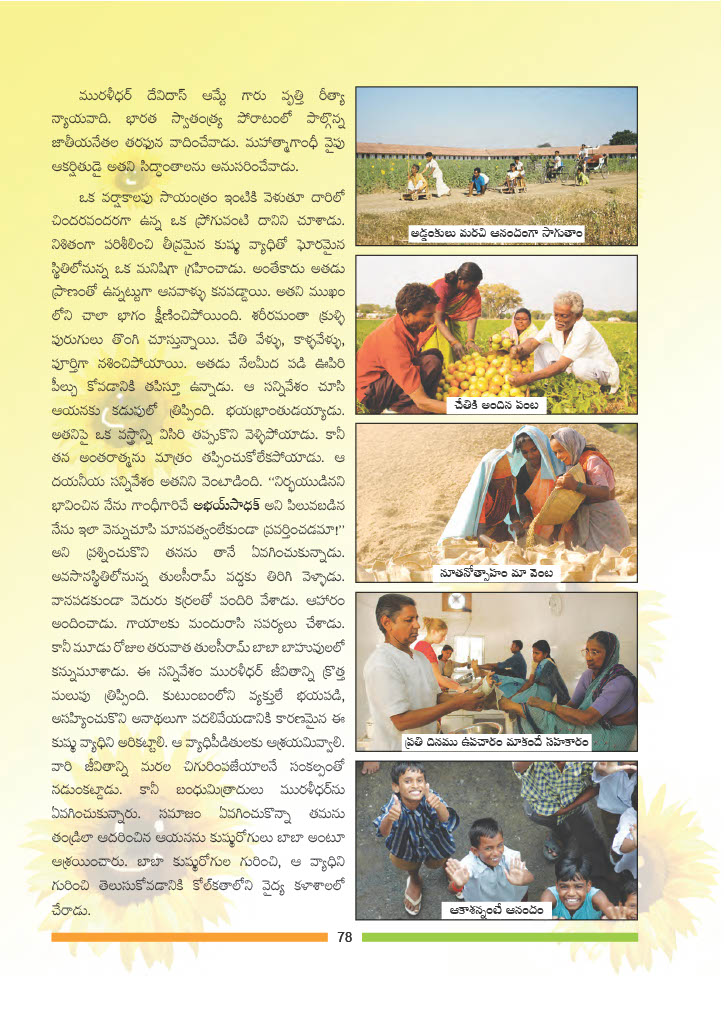 మురళీధర్ దేవిదాస్ ఆమ్టే గారు వృత్తి రీత్యా
న్యాయవాది. భారత స్వాతంత్ర్య పోరాటంలో పాల్గొన్న
జాతీయనేతల తరఫున వాదించేవాడు. మహాత్మాగాంధీ వైపు
ఆకర్షితుడై అతని సిద్ధాంతాలను అనుసరించేవాడు.
ఒక వర్షాకాలపు సాయంత్రం ఇంటికి వెళుతూ దారిలో
చిందరవందరగా ఉన్న ఒక ప్రోగువంటి దానిని చూశాడు.
నిశితంగా పరిశీలించి తీవ్రమైన కుష్ఠు వ్యాధితో ఘోరమైన
స్థితిలోనున్న ఒక మనిషిగా గ్రహించాడు. అంతేకాదు అతడు
ప్రాణంతో ఉన్నట్టుగా ఆనవాళ్ళు కనపడ్డాయి. అతని ముఖం
లోని చాలా భాగం క్షీణించిపోయింది. శరీరమంతా క్రుళ్ళి
పురుగులు తొంగి చూస్తున్నాయి. చేతి వేళ్ళు, కాళ్ళవేళ్ళు,
పూర్తిగా నశించిపోయాయి. అతడు నేలమీద పడి ఊపిరి
పీల్చు కోవడానికి తపిస్తూ ఉన్నాడు. ఆ సన్నివేశం చూసి
ఆయనకు కడుపులో త్రిప్పింది. భయభ్రాంతుడయ్యాడు.
అతనిపై ఒక వస్త్రాన్ని విసిరి తప్పుకొని వెళ్ళిపోయాడు. కానీ
తన అంతరాత్మను మాత్రం తప్పించుకోలేకపోయాడు. ఆ
దయనీయ సన్నివేశం అతనిని వెంటాడింది. “నిర్భయుడినని
భావించిన నేను గాంధీగారిచే అభయ్‌సాధక్ అని పిలువబడిన
నేను ఇలా వెన్నుచూపి మానవత్వంలేకుండా ప్రవర్తించడమా!”
అని ప్రశ్నించుకొని తనను తానే ఏవగించుకున్నాడు.
అవసానస్థితిలోనున్న తులసీరామ్ వద్దకు తిరిగి వెళ్ళాడు.
వానపడకుండా వెదురు కర్రలతో పందిరి వేశాడు. ఆహారం
అందించాడు. గాయాలకు మందురాసి సపర్యలు చేశాడు.
కానీ మూడు రోజుల తరువాత తులసీరామ్ బాబా బాహువులలో
కన్నుమూశాడు. ఈ సన్నివేశం మురళీధర్ జీవితాన్ని క్రొత్త
మలుపు త్రిప్పింది. కుటుంబంలోని వ్యక్తులే భయపడి,
అసహ్యించుకొని అనాథలుగా వదలివేయడానికి కారణమైన ఈ
కుష్ఠు వ్యాధిని అరికట్టాలి. ఆ వ్యాధిపీడితులకు ఆశ్రయమివ్వాలి.
వారి జీవితాన్ని మరల చిగురింపజేయాలనే సంకల్పంతో
నడుంకట్టాడు. కానీ బంధుమిత్రాదులు మురళీధర్‌ను
ఏవగించుకున్నారు. సమాజం ఏవగించుకొన్నా తమను
తండ్రిలా ఆదరించిన ఆయనను కుష్ఠురోగులు బాబా అంటూ
ఆశ్రయించారు. బాబా కుష్ఠురోగుల గురించి, ఆ వ్యాధిని
గురించి తెలుసుకోవడానికి కోల్‌కతాలోని వైద్య కళాశాలలో
చేరాడు.
అడ్డంకులు మరచి ఆనందంగా సాగుతాం
చేతికి అందిన పంట
నూతనోత్సాహం మా వెంట
ప్రతి దినము ఉపచారం మాకందే సహకారం
ఆకాశన్నంటే ఆనందం
78